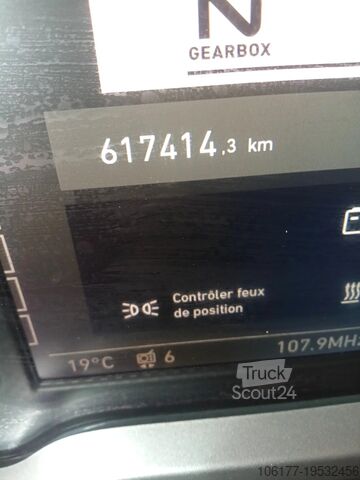 N
GEARBOX
617414,3 km
Contrôler feux
de position
19°C 6
107.9MHz
Truck
Scout24
106177-19532456